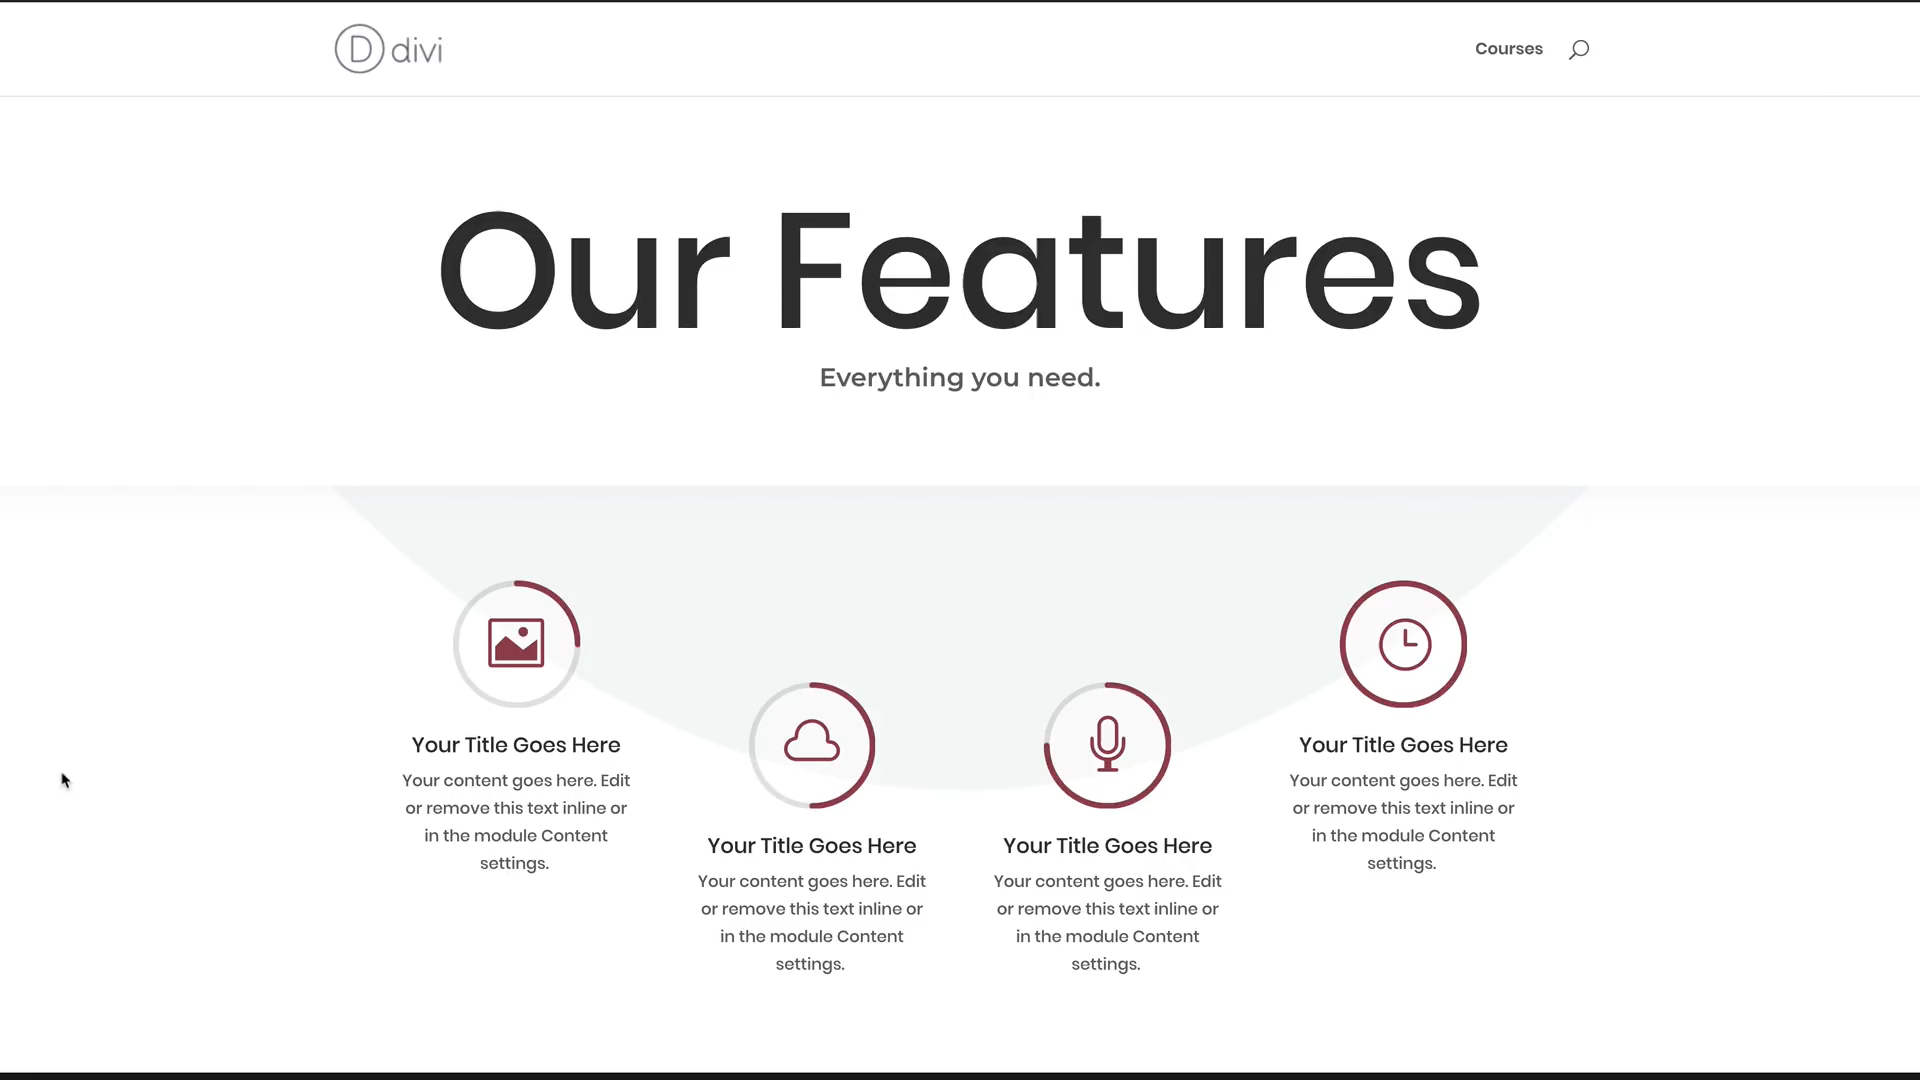 D divi
Courses
Our Features
Everything you need.
Your Title Goes Here
Your content goes here. Edit
or remove this text inline or
in the module Content
settings.
Your Title Goes Here
Your content goes here. Edit
or remove this text inline or
in the module Content
settings.
Your Title Goes Here
Your content goes here. Edit
or remove this text inline or
in the module Content
settings.
Your Title Goes Here
Your content goes here. Edit
or remove this text inline or
in the module Content
settings.